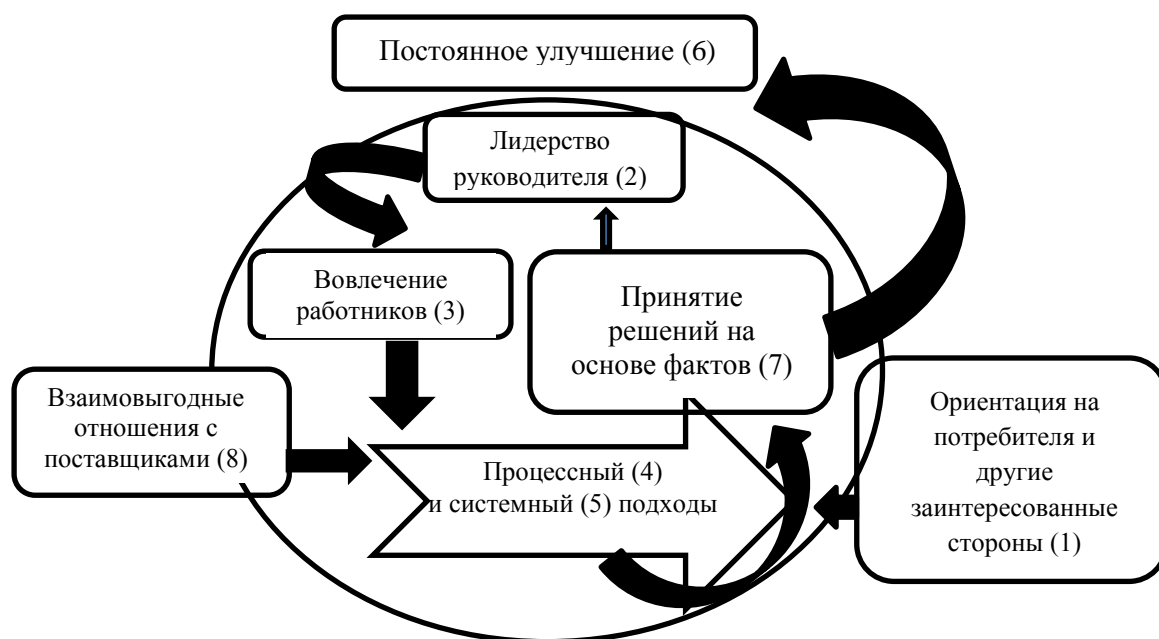 Постоянное улучшение (6)
Лидерство
руководителя (2)
Вовлечение
работников (3)
Принятие
решений на
основе фактов (7)
Взаимовыгодные
отношения с
поставщиками (8)
Процессный (4)
и системный (5) подходы
Ориентация на
потребителя и
другие
заинтересованные
стороны (1)